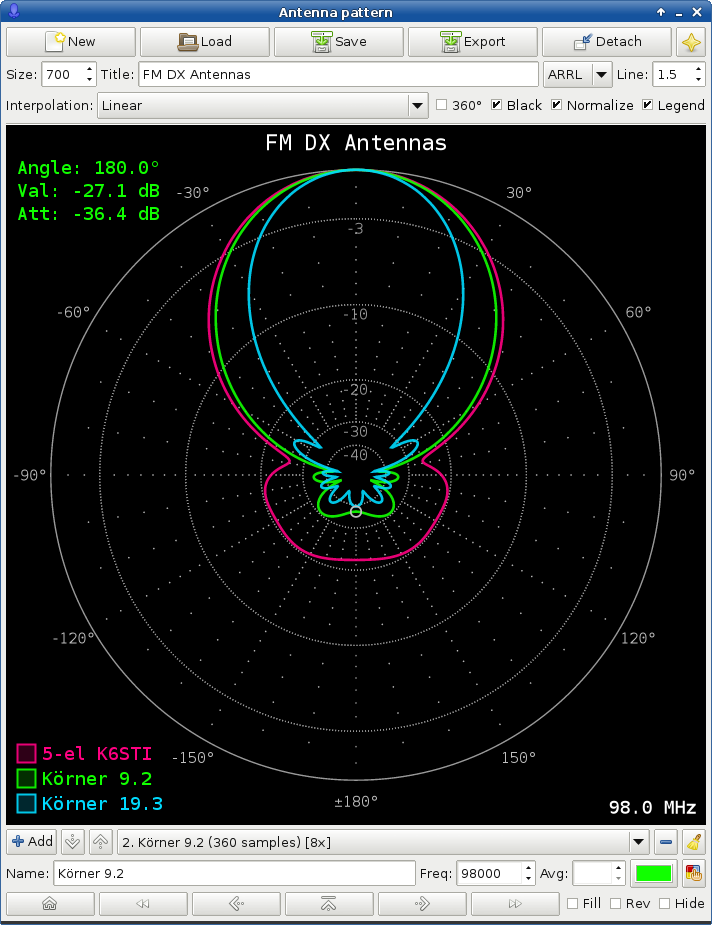 Antenna pattern
New Load Save Export Detach
Size: 700 Title: FM DX Antennas ARRL Line: 1.5
Interpolation: Linear 360° Black Normalize Legend
FM DX Antennas
Angle: 180.0°
Val: -27.1 dB
Att: -36.4 dB
-30° 30°
-3
-60° 60°
-10
-20
-30
-40
-90° 90°
-120° 120°
-150° 150°
±180°
5-el K6STI
Körner 9.2
Körner 19.3
98.0 MHz
Add 2. Körner 9.2 (360 samples) [8x]
Name: Körner 9.2 Freq: 98000 Avg:
Fill Rev Hide